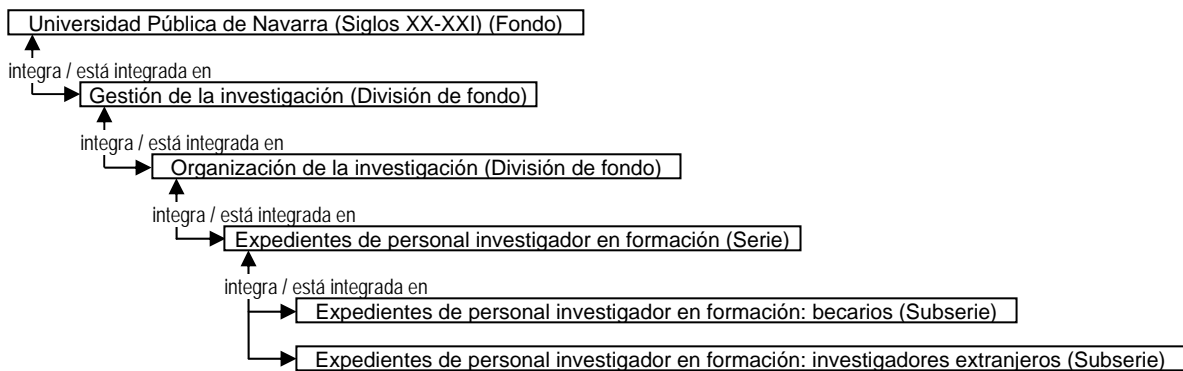 Universidad Pública de Navarra (Siglos XX-XXI) (Fondo)
integra / está integrada en
Gestión de la investigación (División de fondo)
integra / está integrada en
Organización de la investigación (División de fondo)
integra / está integrada en
Expedientes de personal investigador en formación (Serie)
integra / está integrada en
Expedientes de personal investigador en formación: becarios (Subserie)
Expedientes de personal investigador en formación: investigadores extranjeros (Subserie)